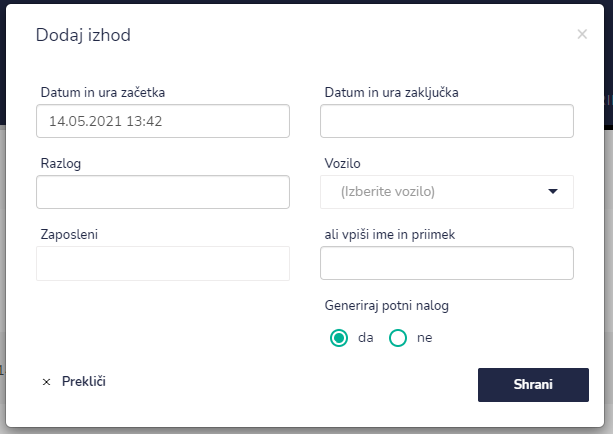 Dodaj izhod
×
Datum in ura začetka
Datum in ura zaključka
14.05.2021 13:42
Razlog
Vozilo
(Izberite vozilo)
Zaposleni
ali vpiši ime in priimek
Generiraj potni nalog
da
ne
× Prekliči
Shrani